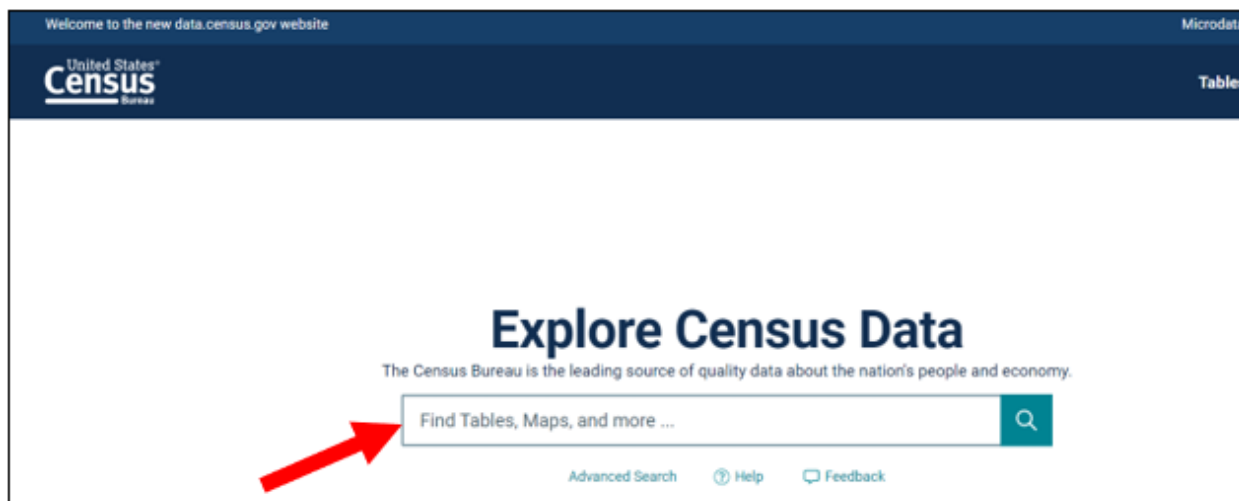 Welcome to the new data.census.gov website
Microdata
United States®
Census
Bureau
Tables
Explore Census Data
The Census Bureau is the leading source of quality data about the nation's people and economy.
Find Tables, Maps, and more ...
Advanced Search
Help
Feedback